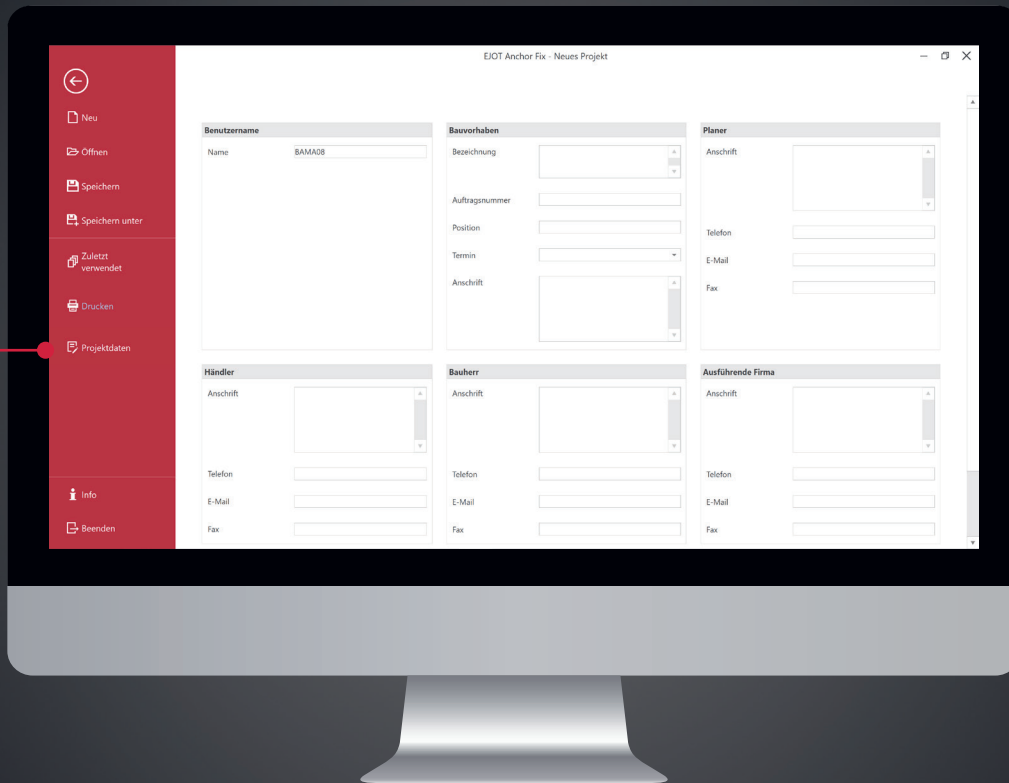 EJOT Anchor Fix - Neues Projekt
Neu
Öffnen
Speichern
Speichern unter
Zuletzt
verwendet
Drucken
Projektdaten
Info
Beenden
Benutzername
Name BAMA08
Bauvorhaben
Bezeichnung
Auftragsnummer
Position
Termin
Anschrift
Planer
Anschrift
Telefon
E-Mail
Fax
Händler
Anschrift
Telefon
E-Mail
Fax
Bauherr
Anschrift
Telefon
E-Mail
Fax
Ausführende Firma
Anschrift
Telefon
E-Mail
Fax